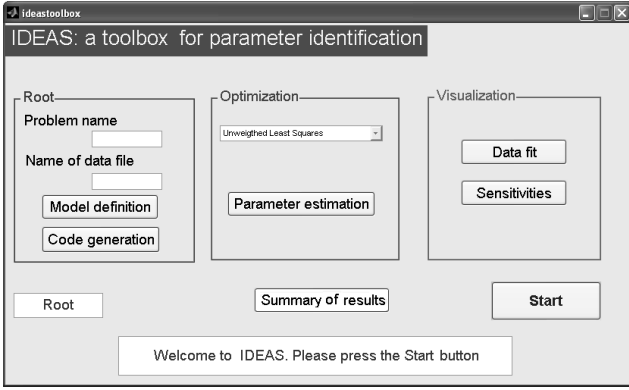 ideastoolbox
IDEAS: a toolbox for parameter identification
Root
Problem name
Name of data file
Model definition
Code generation
Optimization
Unweigthed Least Squares
Parameter estimation
Visualization
Data fit
Sensitivities
Root
Summary of results
Start
Welcome to IDEAS. Please press the Start button